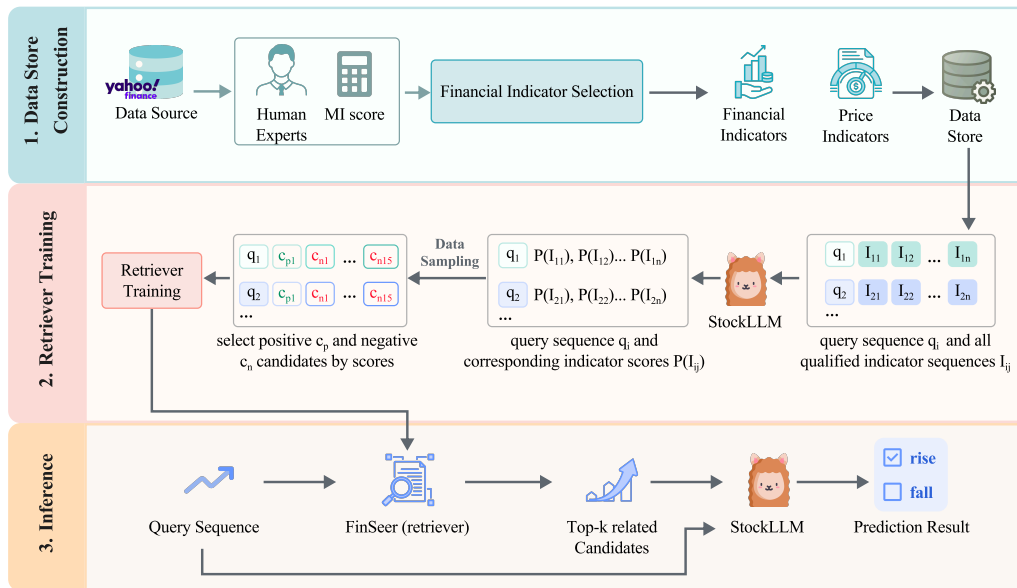 1. Data Store
Construction
yahoo!
finance
Data Source
Human
Experts
MI score
Financial Indicator Selection
Financial
Indicators
Price
Indicators
Data
Store
2. Retriever Training
Retriever
Training
q1 cp1 cn1 ... cn15
q2 cp1 cn1 ... cn15
...
select positive cp and negative
cn candidates by scores
Data
Sampling
q1 P(I11), P(I12)... P(I1n)
q2 P(I21), P(I22)... P(I2n)
...
query sequence qi and
corresponding indicator scores P(Iij)
StockLLM
q1 I11 I12 ... I1n
q2 I21 I22 ... I2n
...
query sequence qi and all
qualified indicator sequences Iij
3. Inference
Query Sequence
FinSeer (retriever)
Top-k related
Candidates
StockLLM
rise
fall
Prediction Result